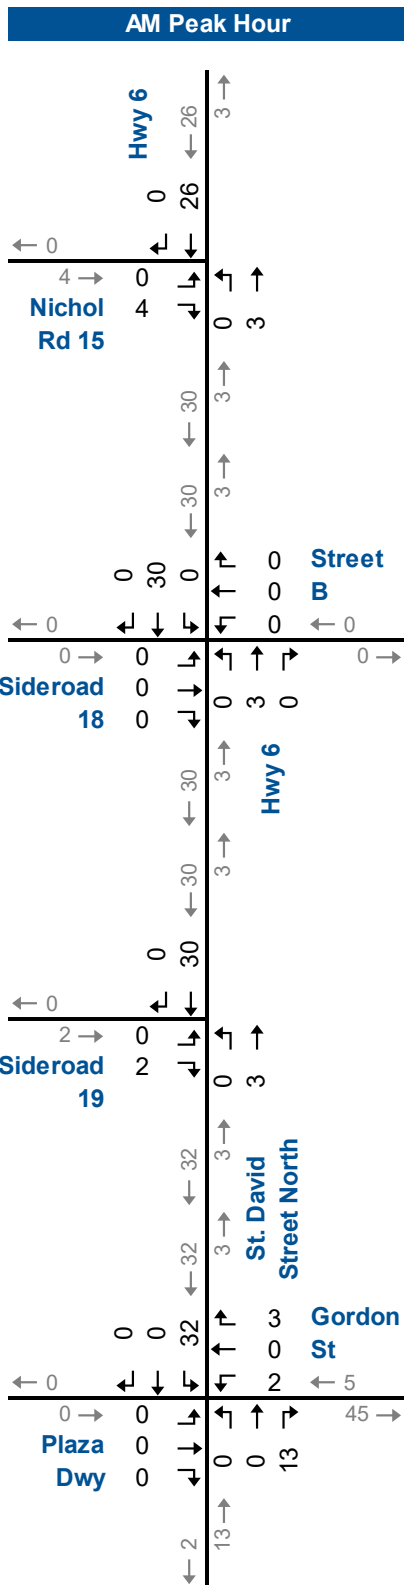 AM Peak Hour
Hwy 6
← 26
3 →
0 26
← 0
4 → 0
Nichol 4
Rd 15
0 3
← 30
3 →
← 30
3 →
0 30 0
0 Street
0 B
0 ← 0
← 0
0 → 0
Sideroad 0
18 0
0 3 0
0 →
← 30
3 →
Hwy 6
← 30
3 →
0 30
← 0
2 → 0
Sideroad 2
19
0 3
← 32
3 →
St. David
Street North
← 32
3 →
0 0 32
3 Gordon
0 St
2 ← 5
← 0
0 → 0
Plaza 0
Dwy 0
0 0 13
45 →
← 2
13 →